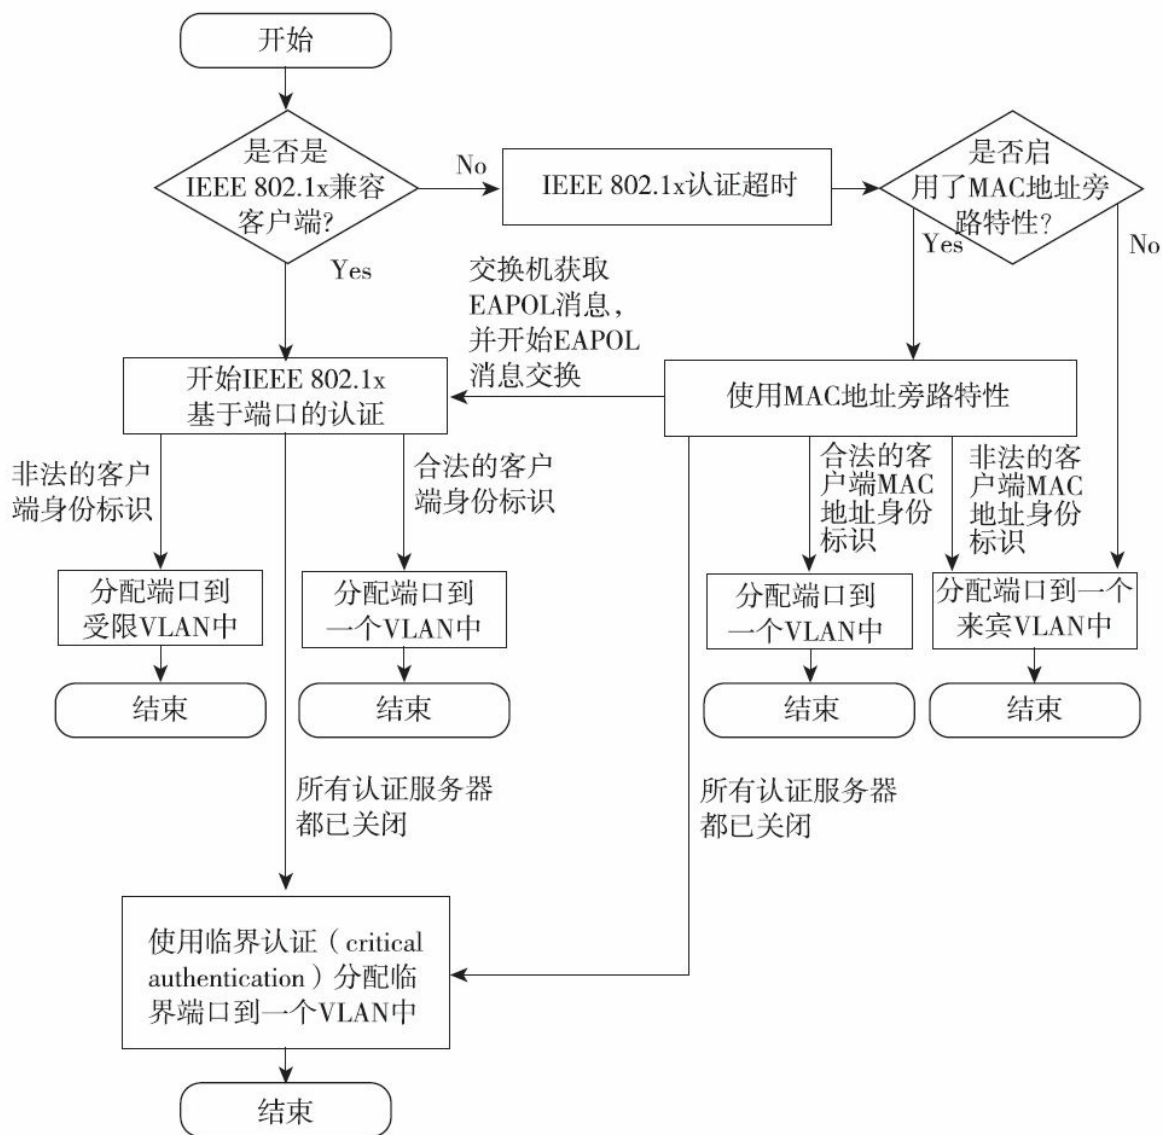 开始
是否是
IEEE 802.1x兼容
客户端?
No
IEEE 802.1x认证超时
是否启
用了MAC地址旁
路特性?
Yes
No
Yes
交换机获取
EAPOL消息，
并开始EAPOL
消息交换
开始IEEE 802.1x
基于端口的认证
使用MAC地址旁路特性
非法的客户
端身份标识
合法的客户
端身份标识
合法的客
户端MAC
地址身份
标识
非法的客
户端MAC
地址身份
标识
分配端口到
受限VLAN中
分配端口到
一个VLAN中
分配端口到
一个VLAN中
分配端口到一个
来宾VLAN中
结束
结束
结束
结束
所有认证服务器
都已关闭
所有认证服务器
都已关闭
使用临界认证（critical
authentication）分配临
界端口到一个VLAN中
结束